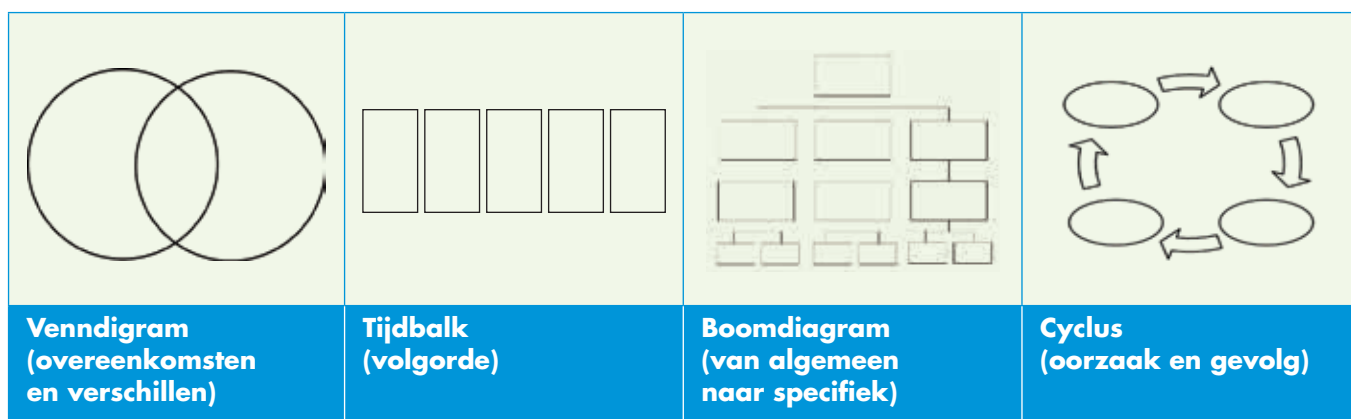 Venndigram
(overeenkomsten
en verschillen)
Tijdbalk
(volgorde)
Boomdiagram
(van algemeen
naar specifiek)
Cyclus
(oorzaak en gevolg)